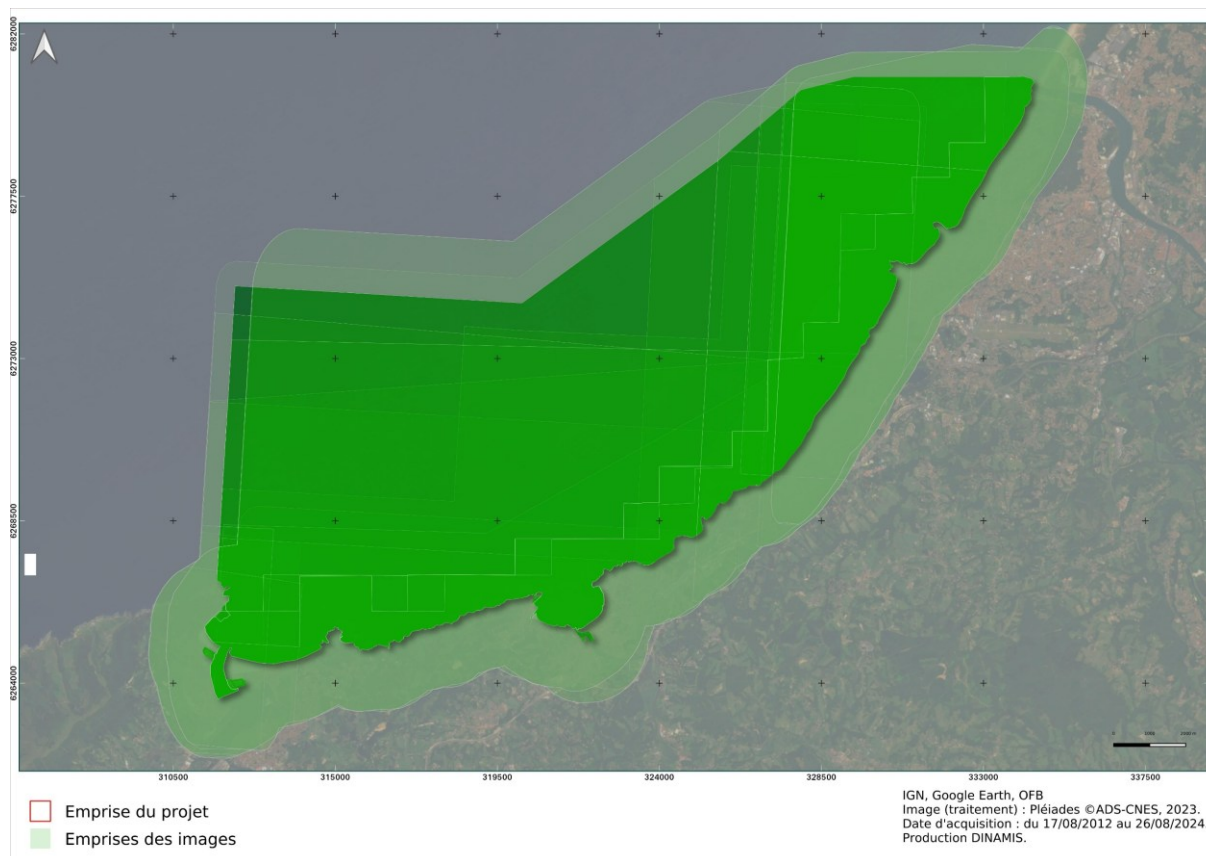 6282000
6277500
6273000
6268500
6264000
310500 315000 319500 324000 328500 333000 337500
Emprise du projet
Emprises des images
IGN, Google Earth, OFB
Image (traitement) : Pléiades ©ADS-CNES, 2023.
Date d'acquisition : du 17/08/2012 au 26/08/2024
Production DINAMIS.